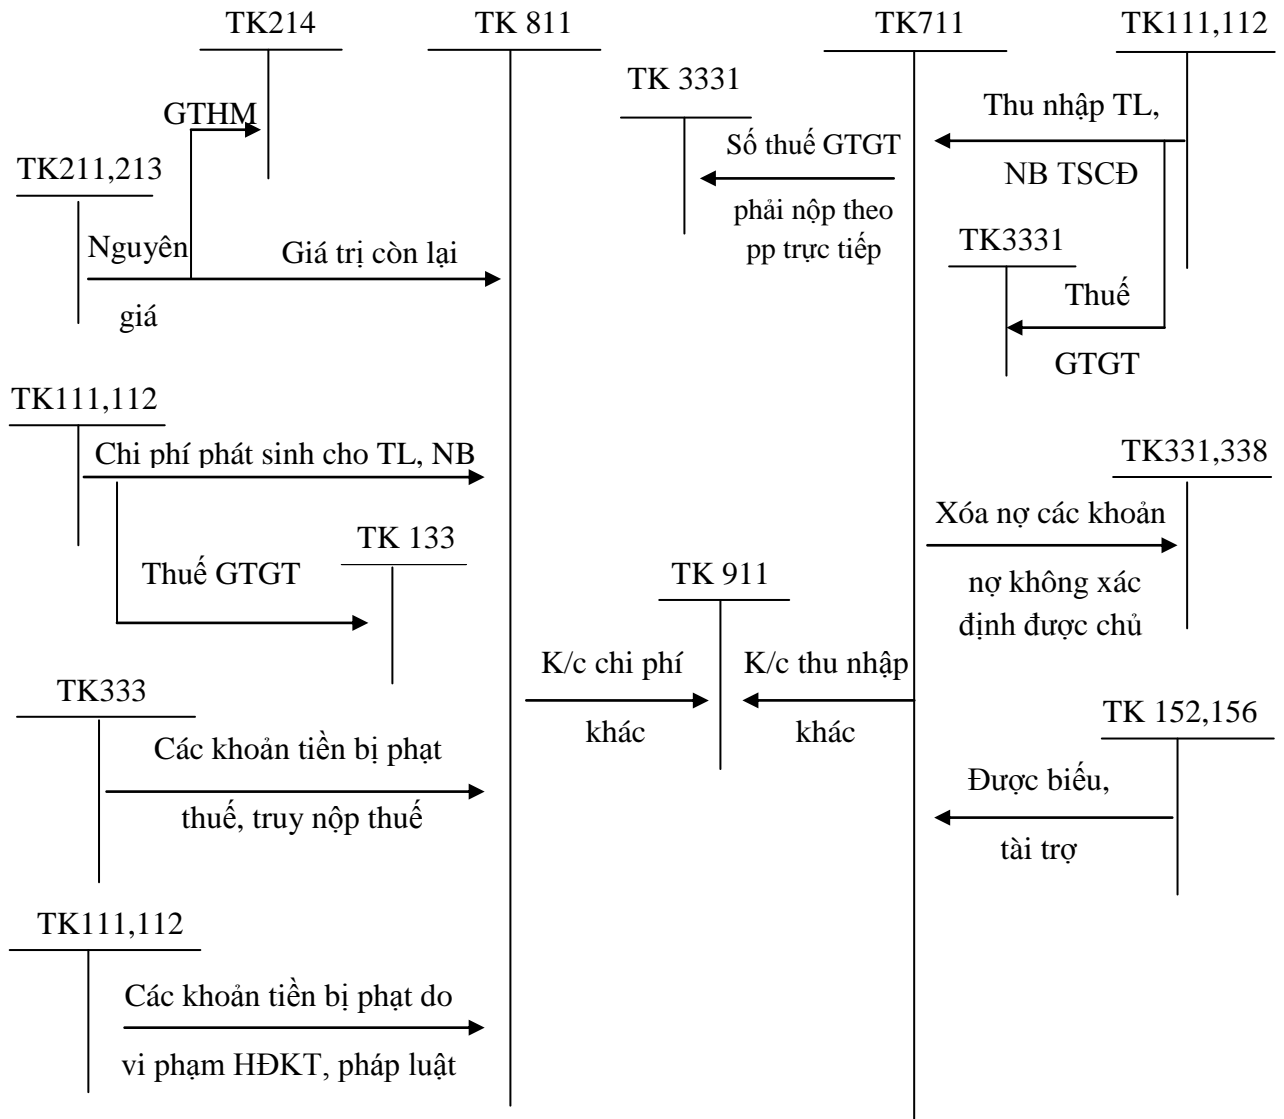 TK214
TK 811
TK711
TK111,112
TK 3331
GTHM
Thu nhập TL,
Số thuế GTGT
TK211,213
NB TSCĐ
phải nộp theo
Nguyên
Giá trị còn lại
pp trực tiếp
TK3331
Thuế
giá
GTGT
TK111,112
Chi phí phát sinh cho TL, NB
TK331,338
Xóa nợ các khoản
TK 133
Thuế GTGT
TK 911
nợ không xác
định được chủ
K/c chi phí
K/c thu nhập
TK333
khác
khác
TK 152,156
Các khoản tiền bị phạt
Được biếu,
thuế, truy nộp thuế
tài trợ
TK111,112
Các khoản tiền bị phạt do
vi phạm HĐKT, pháp luật